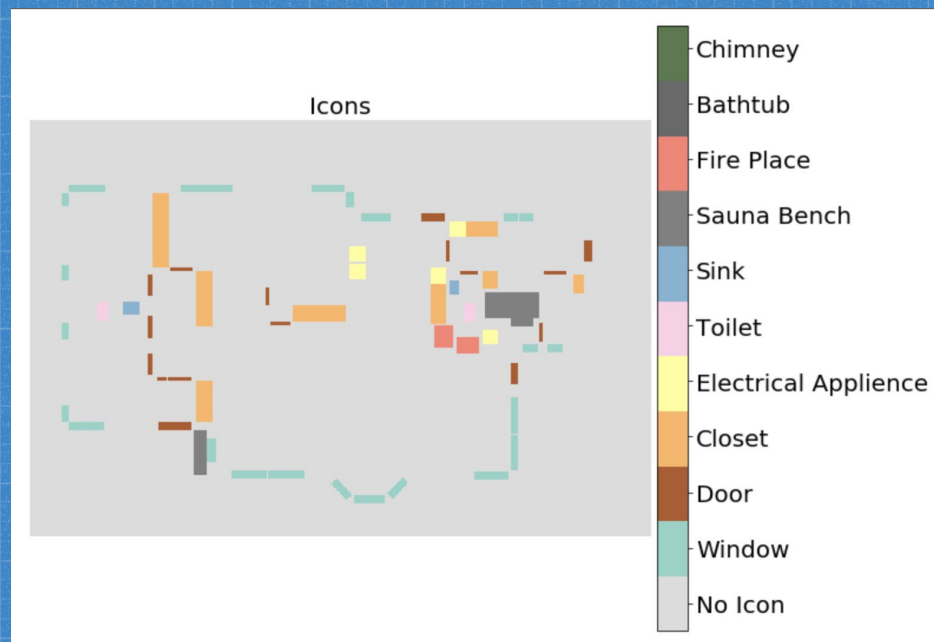 Icons
Chimney
Bathtub
Fire Place
Sauna Bench
Sink
Toilet
Electrical Applience
Closet
Door
Window
No Icon